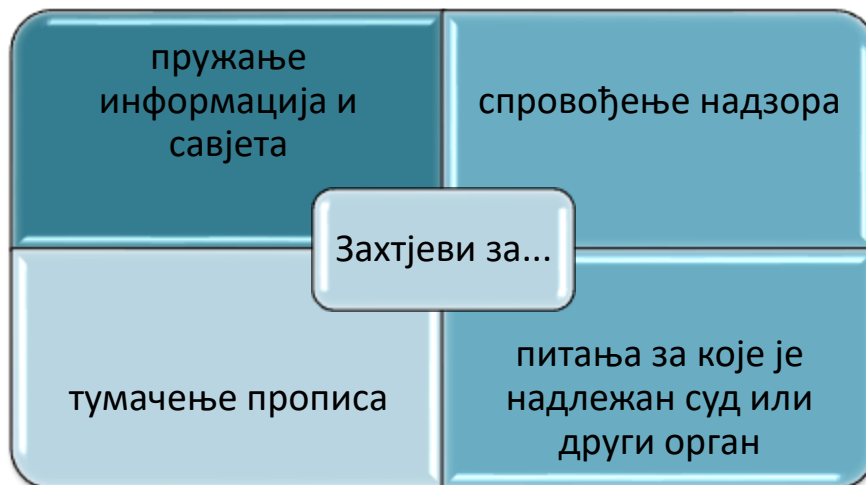 пружање
информација и
савјета
спровођење надзора
Захтјеви за...
тумачење прописа
питања за које је
надлежан суд или
други орган